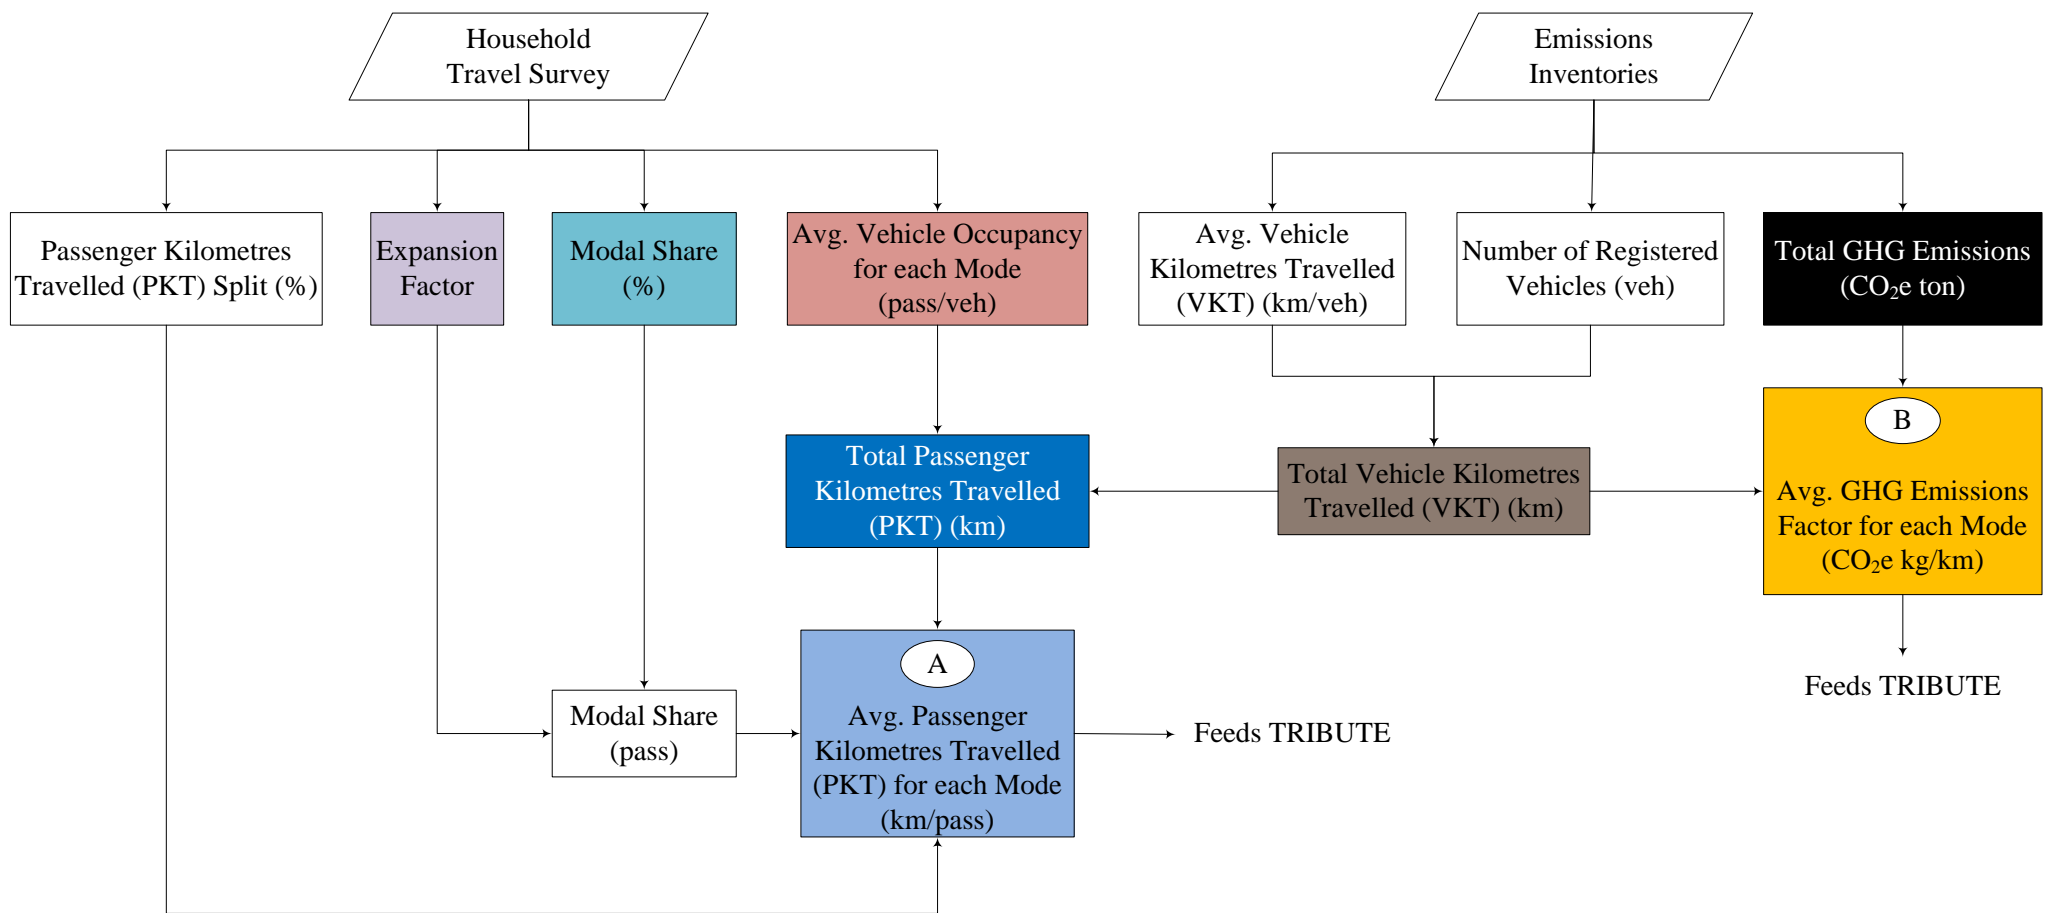 Household
Travel Survey
Emissions
Inventories
Passenger Kilometres
Travelled (PKT) Split (%)
Expansion
Factor
Modal Share
(%)
Avg. Vehicle Occupancy
for each Mode
(pass/veh)
Avg. Vehicle
Kilometres Travelled
(VKT) (km/veh)
Number of Registered
Vehicles (veh)
Total GHG Emissions
(CO₂e ton)
Total Passenger
Kilometres Travelled
(PKT) (km)
Total Vehicle Kilometres
Travelled (VKT) (km)
B
Avg. GHG Emissions
Factor for each Mode
(CO₂e kg/km)
Feeds TRIBUTE
Modal Share
(pass)
A
Avg. Passenger
Kilometres Travelled
(PKT) for each Mode
(km/pass)
Feeds TRIBUTE